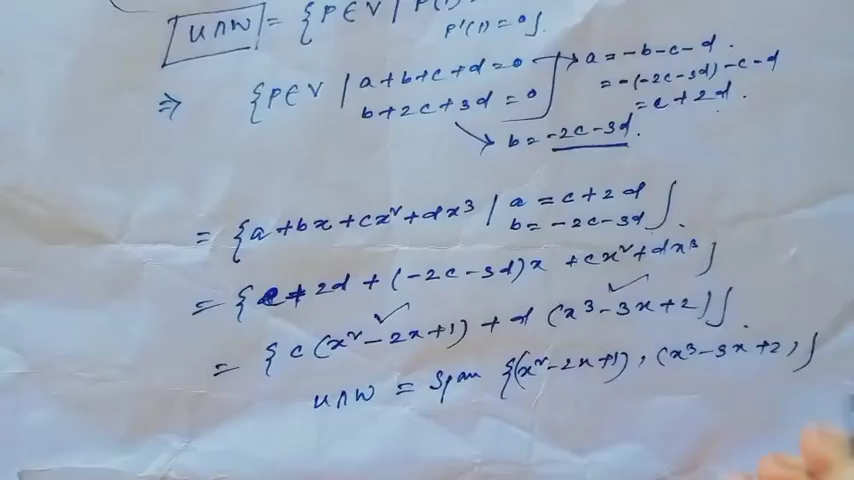 U∩W = {P∈V | P(1)
P'(1)=0}.
⇒ {P∈V | a+b+c+d=0 → a=-b-c-d.
b+2c+3d=0 =-(-2c-3d)-c-d
=c+2d.
b=-2c-3d.
= {a+bx+cx²+dx³ | a=c+2d
b=-2c-3d}.
= {c+2d+(-2c-3d)x+cx²+dx³}
= {c(x²-2x+1)+d(x³-3x+2)}.
U∩W = Span {(x²-2x+1), (x³-3x+2,}